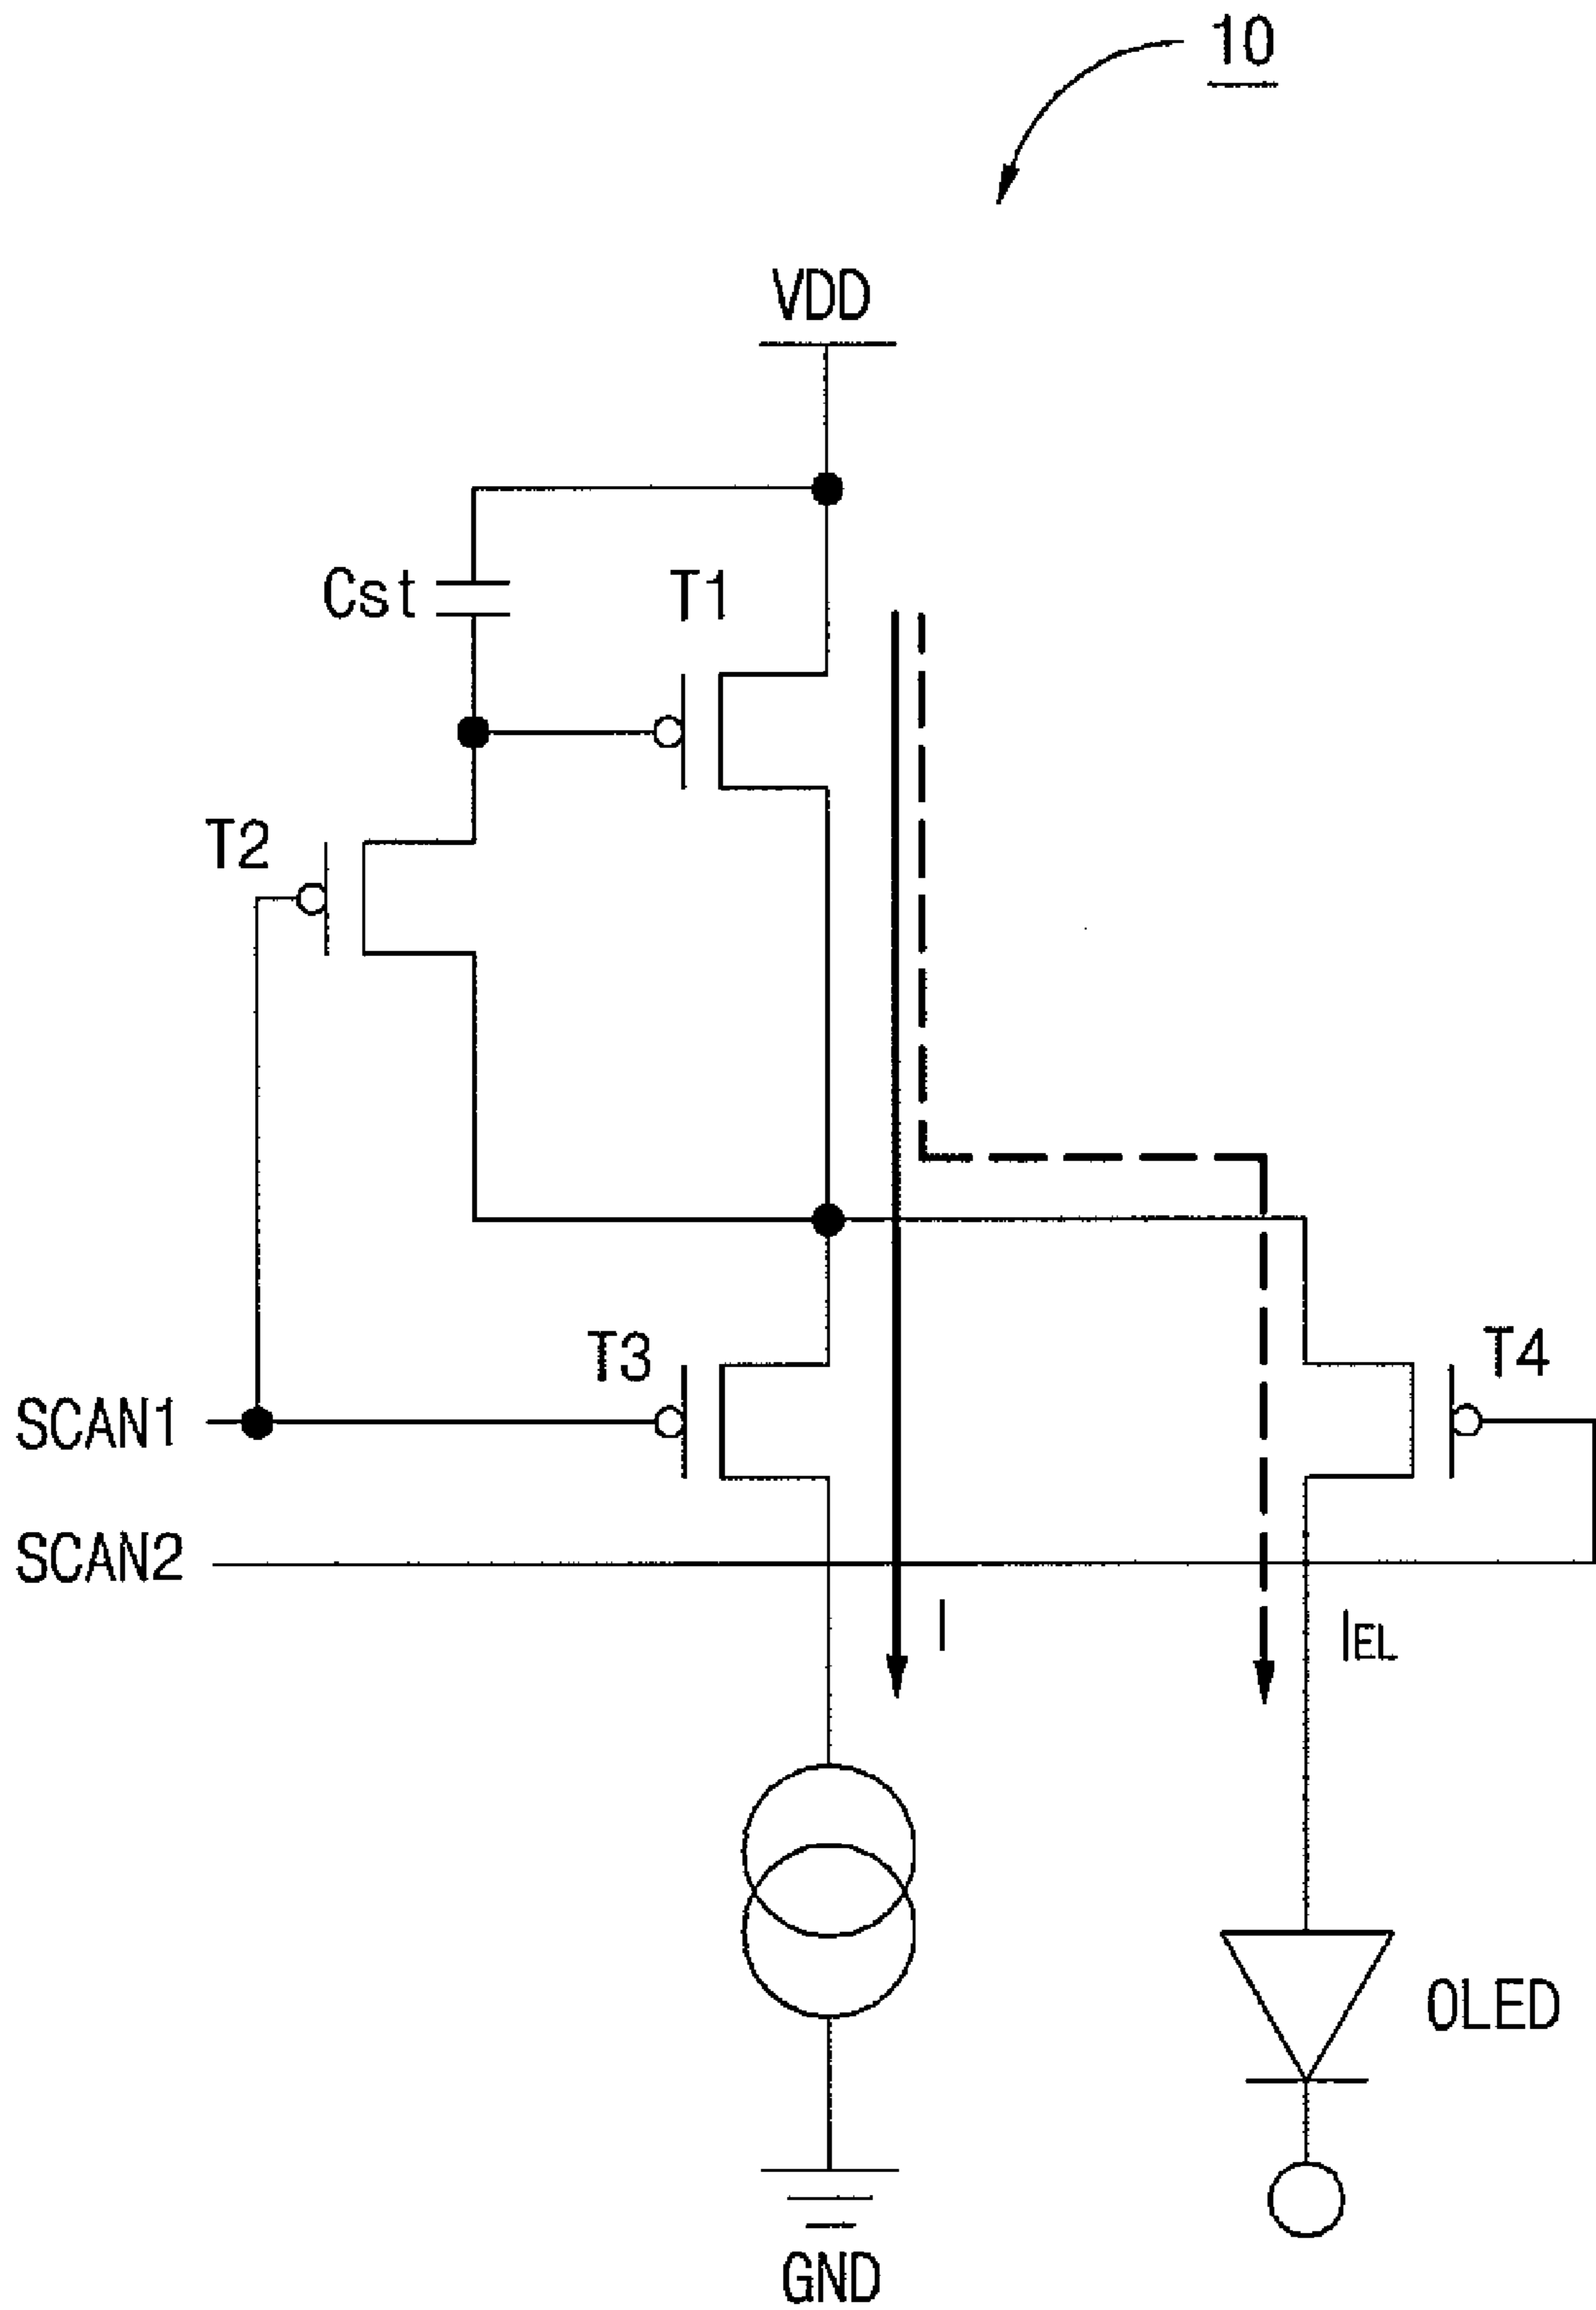 10
VDD
Cst
T1
T2
T3
T4
SCAN1
SCAN2
I
IEL
OLED
GND